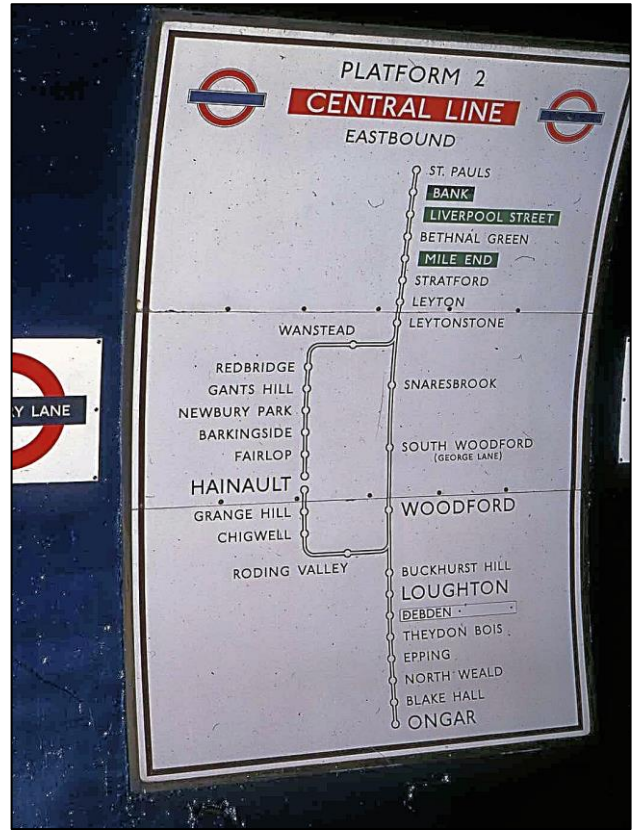 PLATFORM 2
CENTRAL LINE
EASTBOUND
ST. PAULS
BANK
LIVERPOOL STREET
BETHNAL GREEN
MILE END
STRATFORD
LEYTON
LEYTONSTONE
WANSTEAD
REDBRIDGE
GANTS HILL
NEWBURY PARK
BARKINGSIDE
FAIRLOP
HAINAULT
GRANGE HILL
CHIGWELL
RODING VALLEY
SNARESBROOK
SOUTH WOODFORD
(GEORGE LANE)
WOODFORD
BUCKHURST HILL
LOUGHTON
DEBDEN
THEYDON BOIS
EPPING
NORTH WEALD
BLAKE HALL
ONGAR
RY LANE